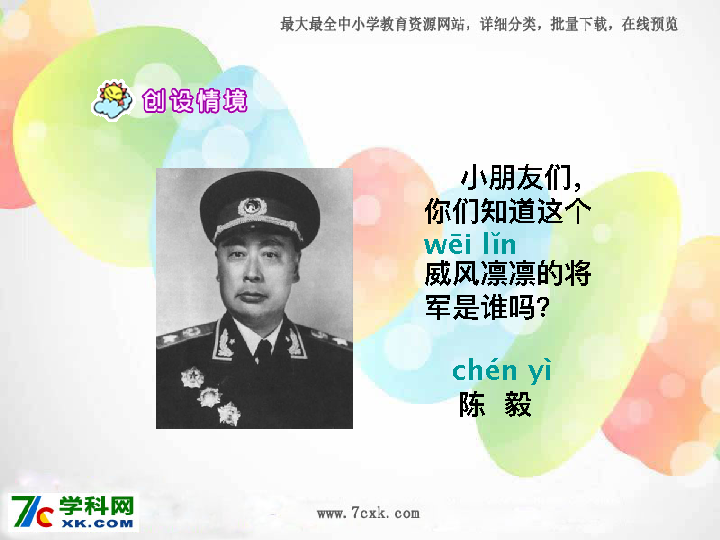 最大最全中小学教育资源网站，详细分类，批量下载，在线预览
创设情境
小朋友们，
你们知道这个
wēi lǐn
威风凛凛的将
军是谁吗？
chén yì
陈 毅
学科网
XK.COM
www.7cxk.com